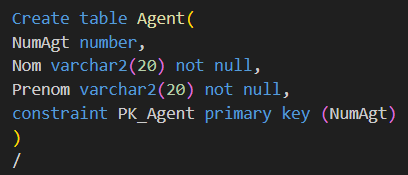 Create table Agent(
NumAgt number,
Nom varchar2(20) not null,
Prenom varchar2(20) not null,
constraint PK_Agent primary key (NumAgt)
)
/